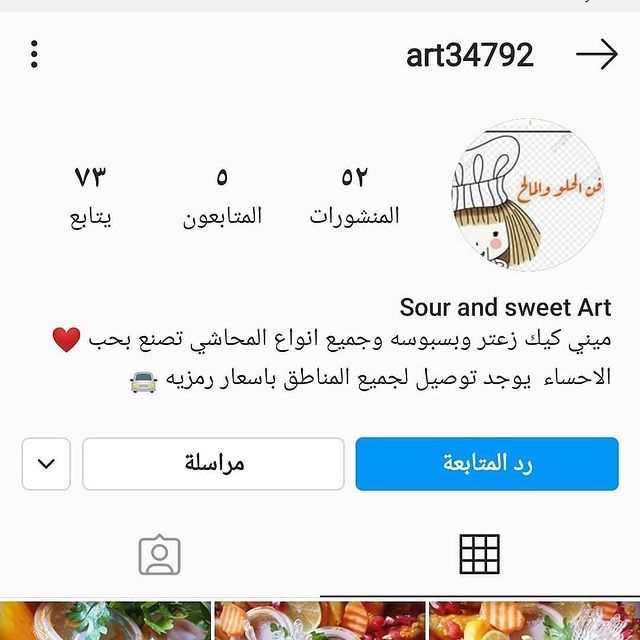 art34792
فن الحلو والمالح
٥٢
٥
٧٣
المنشورات
المتابعون
يتابع
Sour and sweet Art
ميني كيك زعتر وبسبوسه وجميع انواع المحاشي تصنع بحب ❤️
الاحساء يوجد توصيل لجميع المناطق باسعار رمزيه 🚘
رد المتابعة
مراسلة